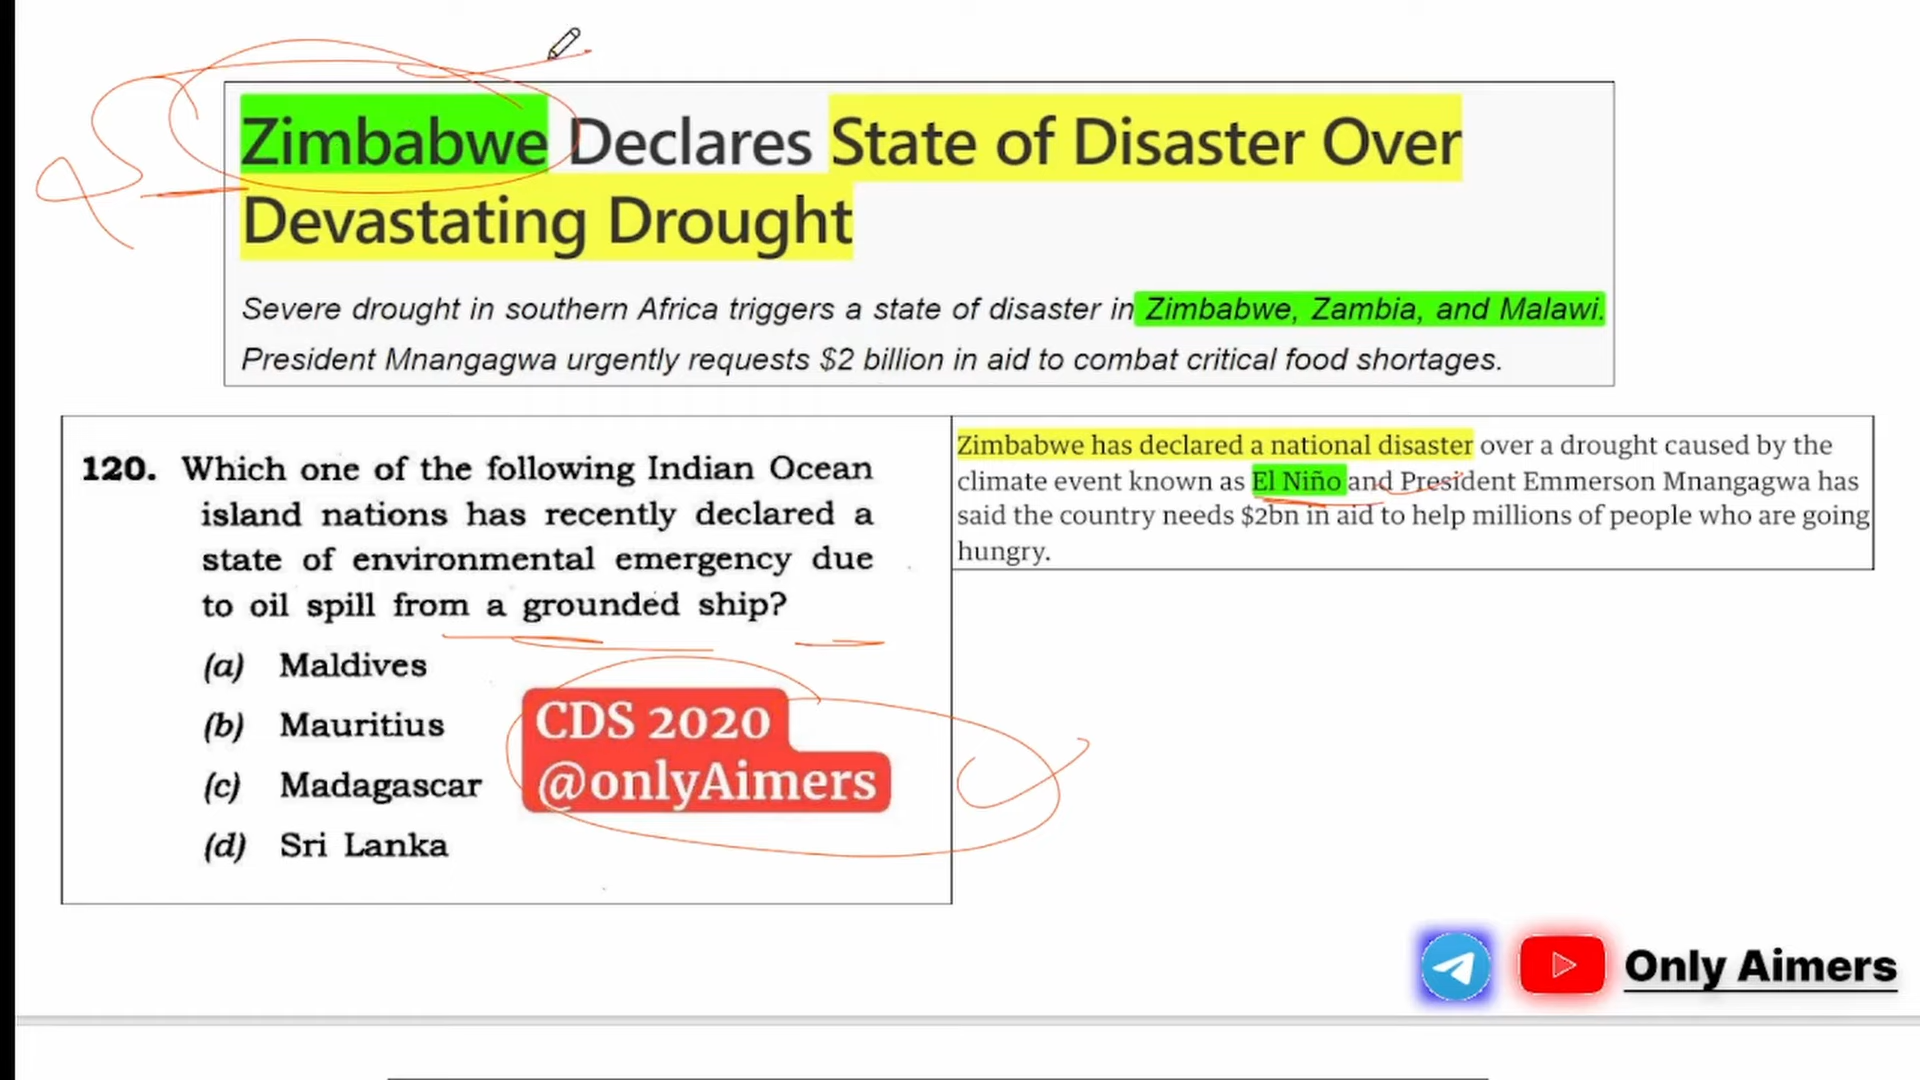 Zimbabwe Declares State of Disaster Over
Devastating Drought
Severe drought in southern Africa triggers a state of disaster in Zimbabwe, Zambia, and Malawi.
President Mnangagwa urgently requests $2 billion in aid to combat critical food shortages.
120. Which one of the following Indian Ocean
island nations has recently declared a
state of environmental emergency due
to oil spill from a grounded ship?
(a) Maldives
(b) Mauritius
(c) Madagascar
(d) Sri Lanka
CDS 2020
@onlyAimers
Zimbabwe has declared a national disaster over a drought caused by the
climate event known as El Niño and President Emmerson Mnangagwa has
said the country needs $2bn in aid to help millions of people who are going
hungry.
Only Aimers